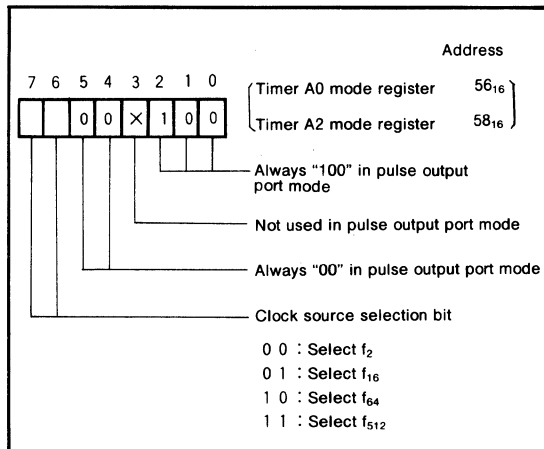 Address
7 6 5 4 3 2 1 0
Timer A0 mode register 56₁₆
Timer A2 mode register 58₁₆
0 0 × 1 0 0
Always “100” in pulse output
port mode
Not used in pulse output port mode
Always “00” in pulse output port mode
Clock source selection bit
0 0 : Select f₂
0 1 : Select f₁₆
1 0 : Select f₆₄
1 1 : Select f₅₁₂